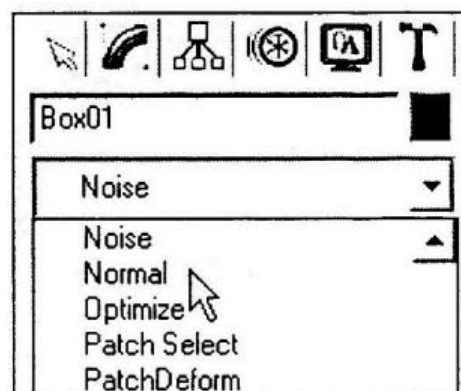 Box01
Noise
Noise
Normal
Optimize
Patch Select
PatchDeform